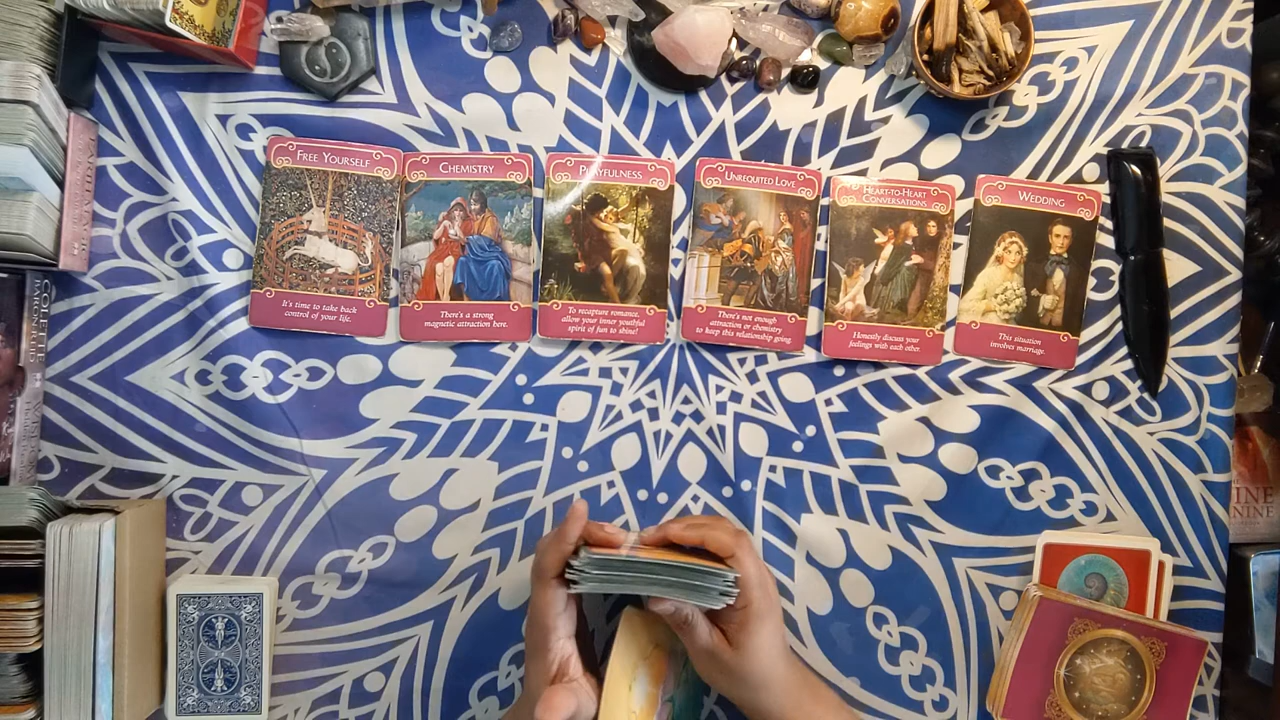 FREE YOURSELF
It's time to take back
control of your life.
CHEMISTRY
There's a strong
magnetic attraction here.
PLAYFULNESS
To recapture romance,
allow your inner youthful
spirit of fun to shine!
UNREQUITED LOVE
There's not enough
attraction or chemistry
to keep this relationship going.
HEART-TO-HEART
CONVERSATIONS
Honestly discuss your
feelings with each other.
WEDDING
This situation
involves marriage.
COLETTE
BARON-REID